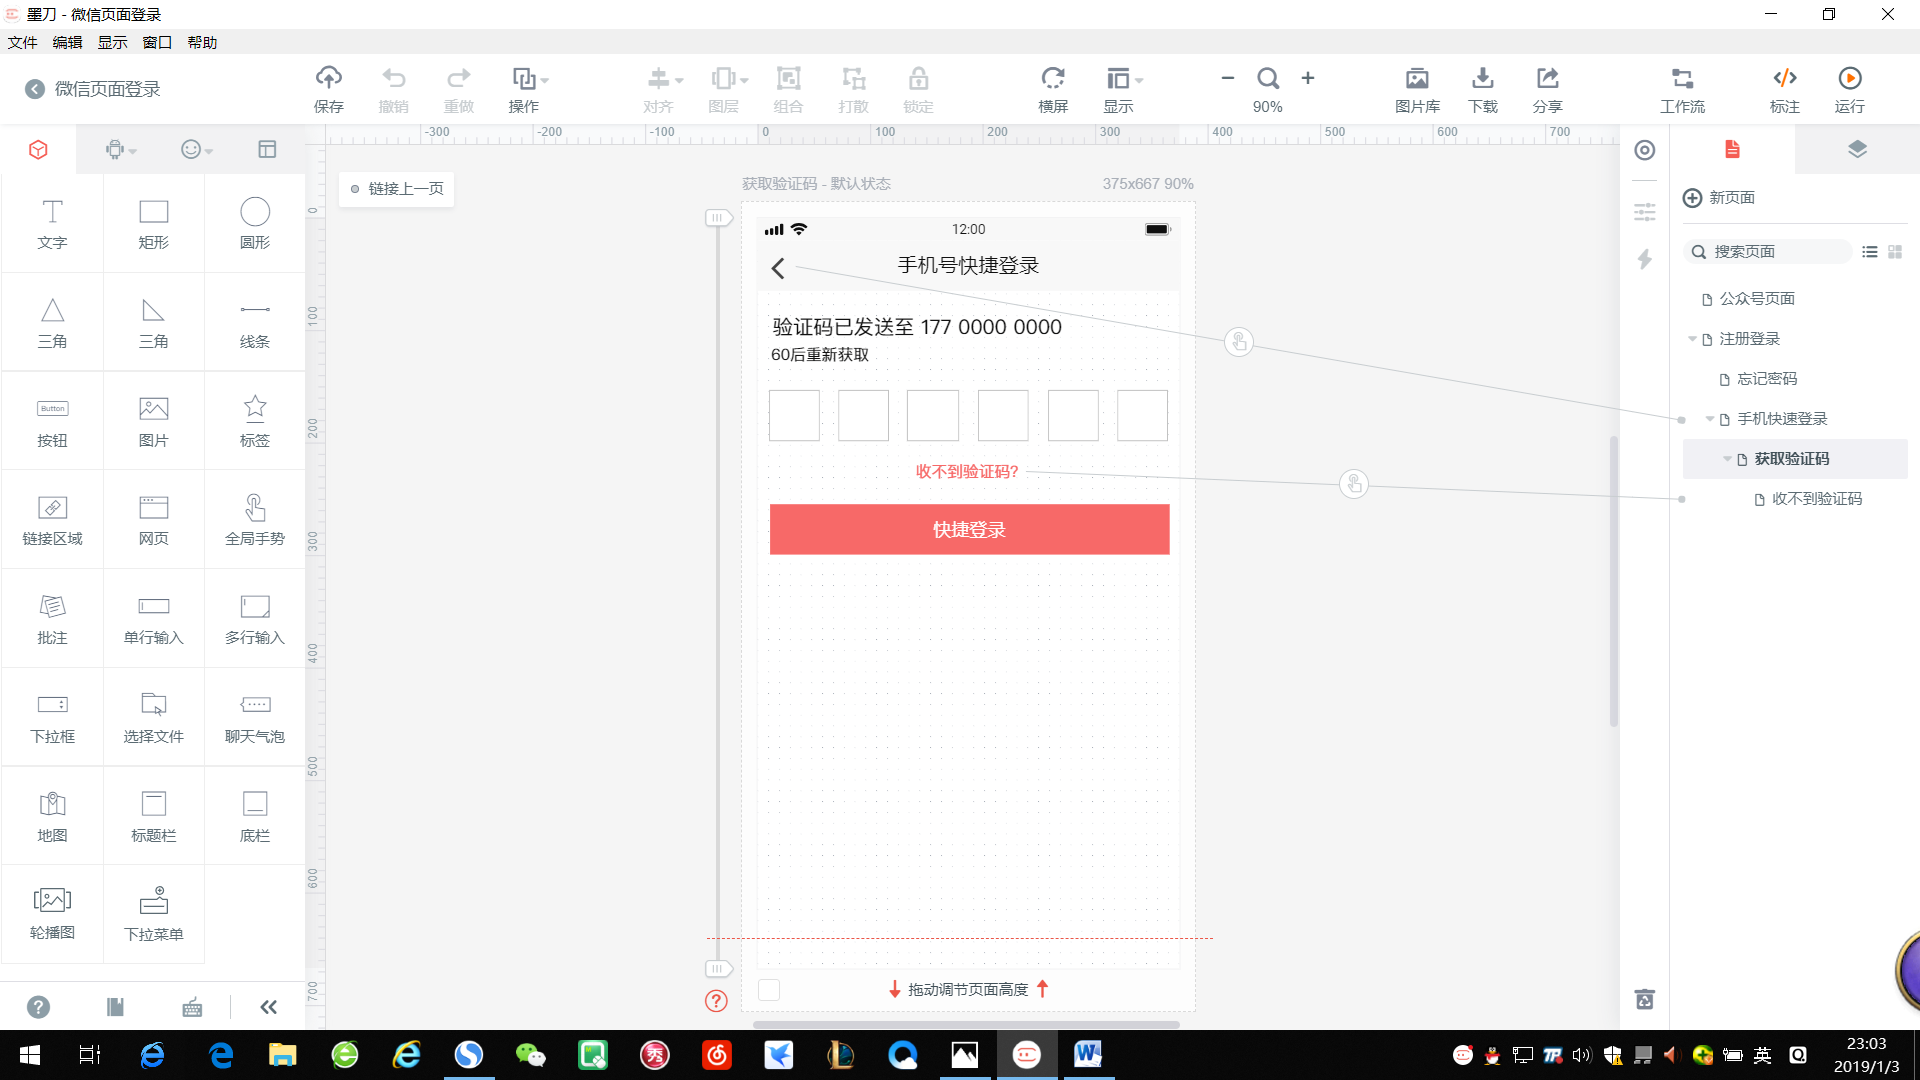 墨刀 - 微信页面登录
文件 编辑 显示 窗口 帮助
微信页面登录
保存 撤销 重做 操作 对齐 图层 组合 打散 锁定 横屏 显示 90% 图片库 下载 分享 工作流 标注 运行
-300 -200 -100 0 100 200 300 400 500 600 700
0 100 200 300 400 500 600 700
文字 矩形 圆形
三角 三角 线条
Button
按钮 图片 标签
链接区域 网页 全局手势
批注 单行输入 多行输入
下拉框 选择文件 聊天气泡
地图 标题栏 底栏
轮播图 下拉菜单
链接上一页
获取验证码 - 默认状态 375x667 90%
12:00
手机号快捷登录
验证码已发送至 177 0000 0000
60后重新获取
收不到验证码?
快捷登录
拖动调节页面高度
新页面
搜索页面
公众号页面
注册登录
忘记密码
手机快速登录
获取验证码
收不到验证码
英
23:03
2019/1/3